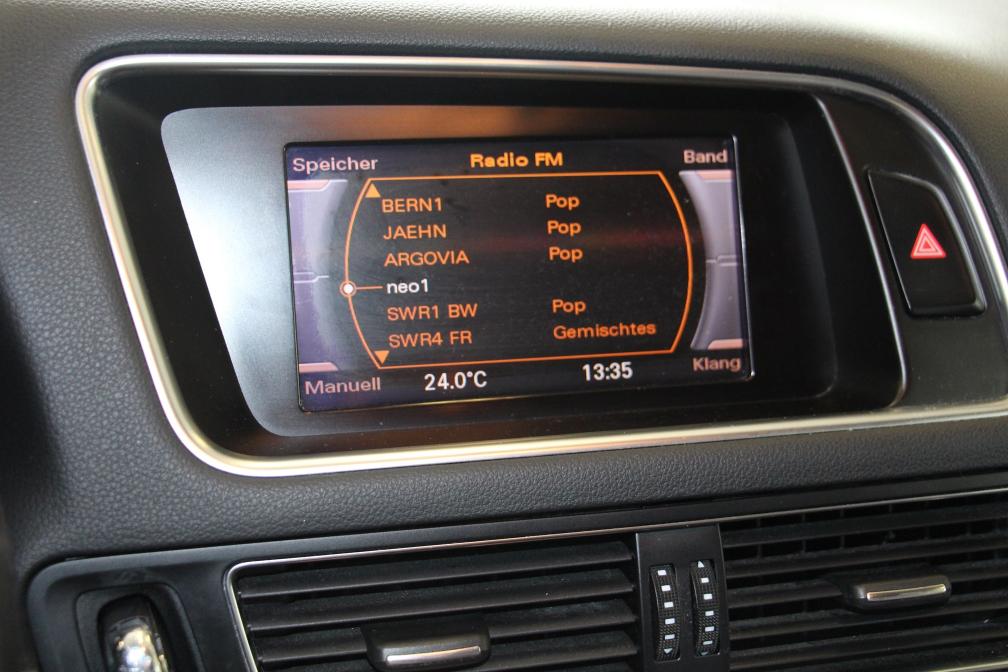 Speicher Radio FM Band
BERN1 Pop
JAEHN Pop
ARGOVIA Pop
neo1
SWR1 BW Pop
SWR4 FR Gemischtes
Manuell 24.0°C 13:35 Klang